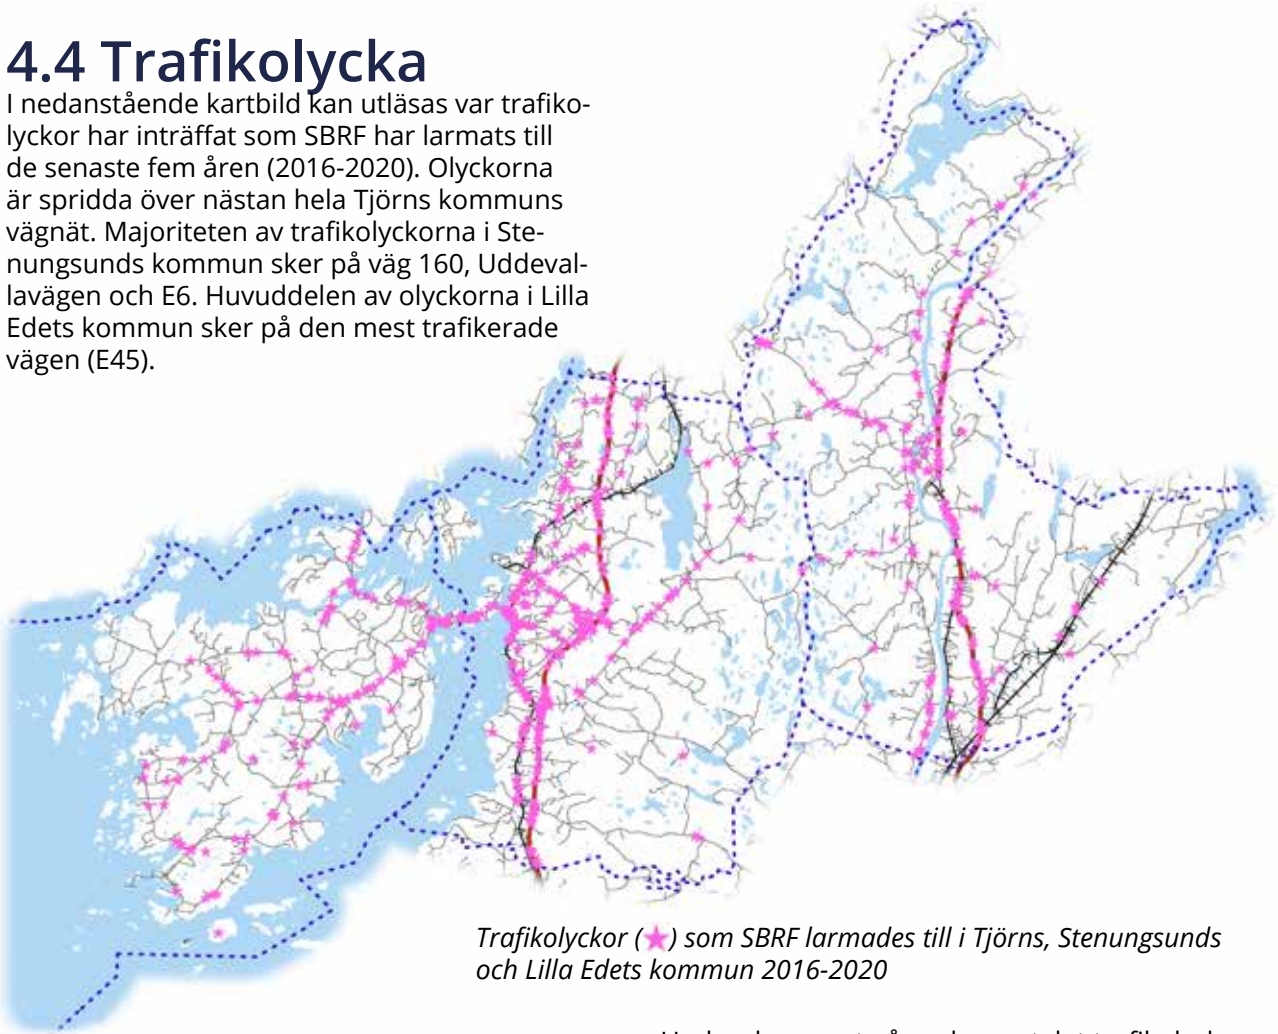 4.4 Trafikolycka
I nedanstående kartbild kan utläsas var trafiko-
lyckor har inträffat som SBRF har larmats till
de senaste fem åren (2016-2020). Olyckorna
är spridda över nästan hela Tjörns kommuns
vägnät. Majoriteten av trafikolyckorna i Ste-
nungsunds kommun sker på väg 160, Uddeval-
lavägen och E6. Huvuddelen av olyckorna i Lilla
Edets kommun sker på den mest trafikerade
vägen (E45).
Trafikolyckor (★) som SBRF larmades till i Tjörns, Stenungsunds
och Lilla Edets kommun 2016-2020